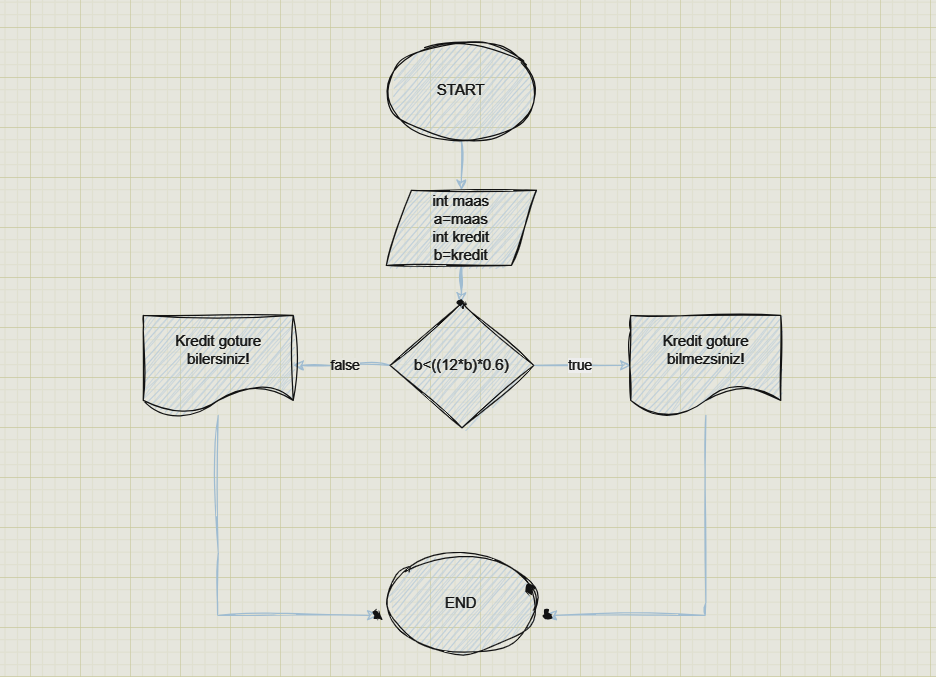 START
int maas
a=maas
int kredit
b=kredit
Kredit goture
bilersiniz!
false
b<((12*b)*0.6)
true
Kredit goture
bilmezsiniz!
END